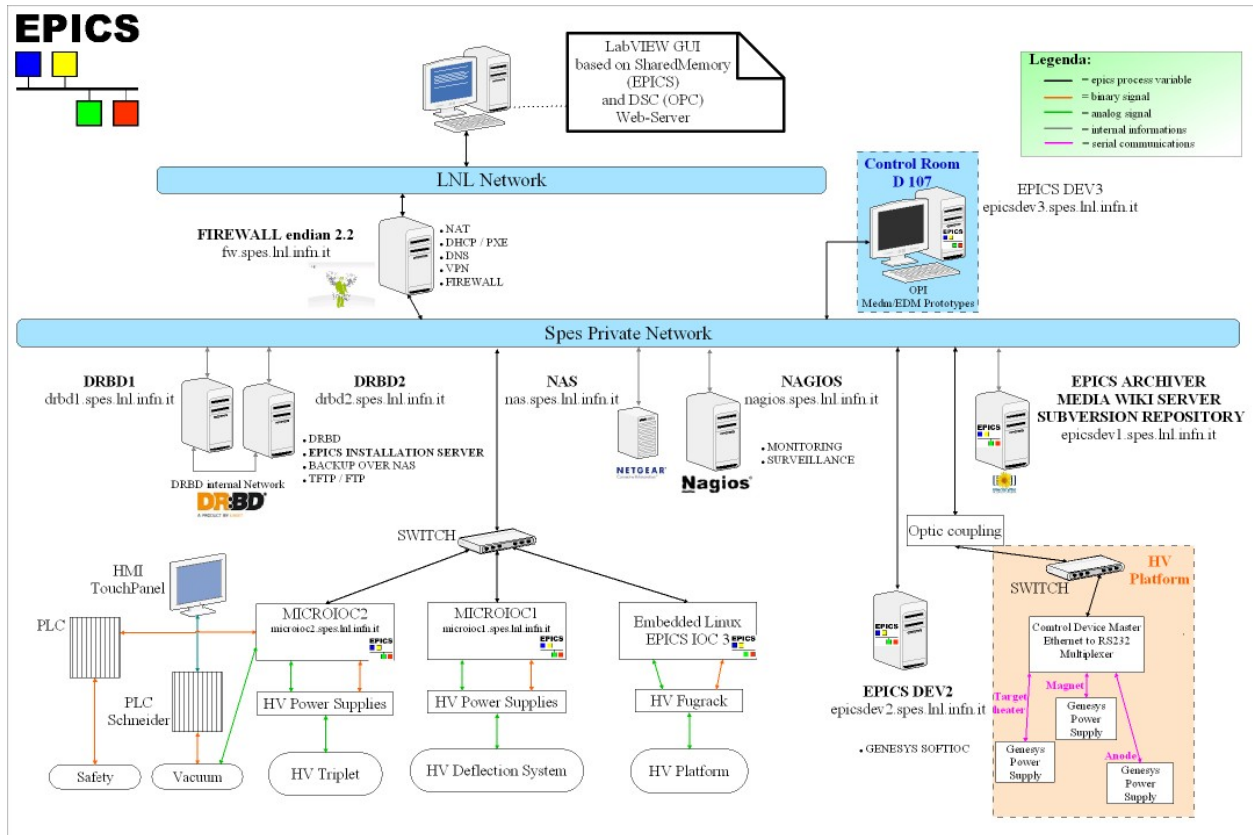 EPICS
LabVIEW GUI
based on SharedMemory
(EPICS)
and DSC (OPC)
Web-Server
Legenda:
= epics process variable
= binary signal
= analog signal
= internal informations
= serial communications
LNL Network
Control Room
D 107
EPICS
OPI
Medm/EDM Prototypes
EPICS DEV3
epicsdev3.spes.lnl.infn.it
FIREWALL endian 2.2
fw.spes.lnl.infn.it
• NAT
• DHCP / PXE
• DNS
• VPN
• FIREWALL
Spes Private Network
DRBD1
drbd1.spes.lnl.infn.it
DRBD2
drbd2.spes.lnl.infn.it
• DRBD
• EPICS INSTALLATION SERVER
• BACKUP OVER NAS
• TFTP / FTP
DRBD internal Network
DR:BD
NAS
nas.spes.lnl.infn.it
NETGEAR
NAGIOS
nagios.spes.lnl.infn.it
• MONITORING
• SURVEILLANCE
Nagios
EPICS ARCHIVER
MEDIA WIKI SERVER
SUBVERSION REPOSITORY
epicsdev1.spes.lnl.infn.it
EPICS
SWITCH
Optic coupling
HMI
TouchPanel
PLC
PLC
Schneider
MICROIOC2
microioc2.spes.lnl.infn.it
EPICS
MICROIOC1
microioc1.spes.lnl.infn.it
EPICS
Embedded Linux
EPICS IOC 3
EPICS
HV Power Supplies
HV Power Supplies
HV Fugrack
Safety
Vacuum
HV Triplet
HV Deflection System
HV Platform
EPICS
EPICS DEV2
epicsdev2.spes.lnl.infn.it
• GENESYS SOFTIOC
HV
Platform
SWITCH
Comtrol Device Master
Ethernet to RS232
Multiplexer
Target
heater
Magnet
Anode
Genesys
Power
Supply
Genesys
Power
Supply
Genesys
Power
Supply